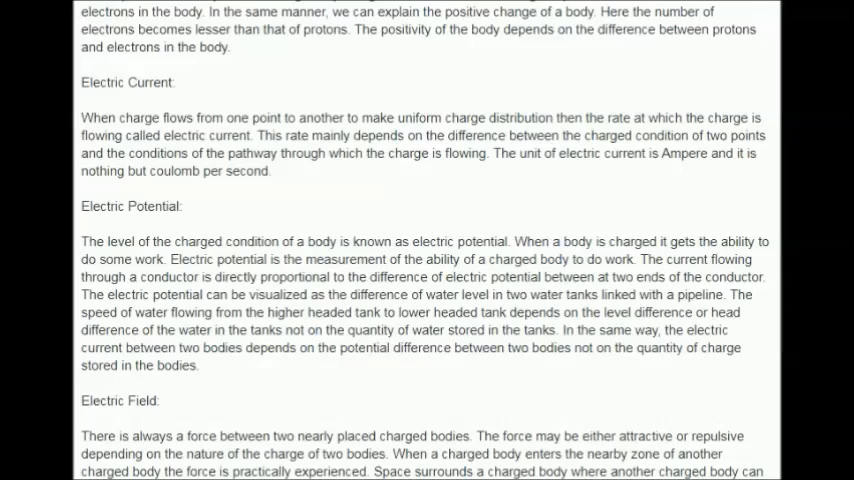 electrons in the body. In the same manner, we can explain the positive change of a body. Here the number of
electrons becomes lesser than that of protons. The positivity of the body depends on the difference between protons
and electrons in the body.
Electric Current:
When charge flows from one point to another to make uniform charge distribution then the rate at which the charge is
flowing called electric current. This rate mainly depends on the difference between the charged condition of two points
and the conditions of the pathway through which the charge is flowing. The unit of electric current is Ampere and it is
nothing but coulomb per second.
Electric Potential:
The level of the charged condition of a body is known as electric potential. When a body is charged it gets the ability to
do some work. Electric potential is the measurement of the ability of a charged body to do work. The current flowing
through a conductor is directly proportional to the difference of electric potential between at two ends of the conductor.
The electric potential can be visualized as the difference of water level in two water tanks linked with a pipeline. The
speed of water flowing from the higher headed tank to lower headed tank depends on the level difference or head
difference of the water in the tanks not on the quantity of water stored in the tanks. In the same way, the electric
current between two bodies depends on the potential difference between two bodies not on the quantity of charge
stored in the bodies.
Electric Field:
There is always a force between two nearly placed charged bodies. The force may be either attractive or repulsive
depending on the nature of the charge of two bodies. When a charged body enters the nearby zone of another
charged body the force is practically experienced. Space surrounds a charged body where another charged body can